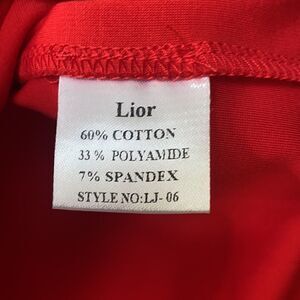 Lior
60% COTTON
33 % POLYAMIDE
7% SPANDEX
STYLE NO:LJ- 06